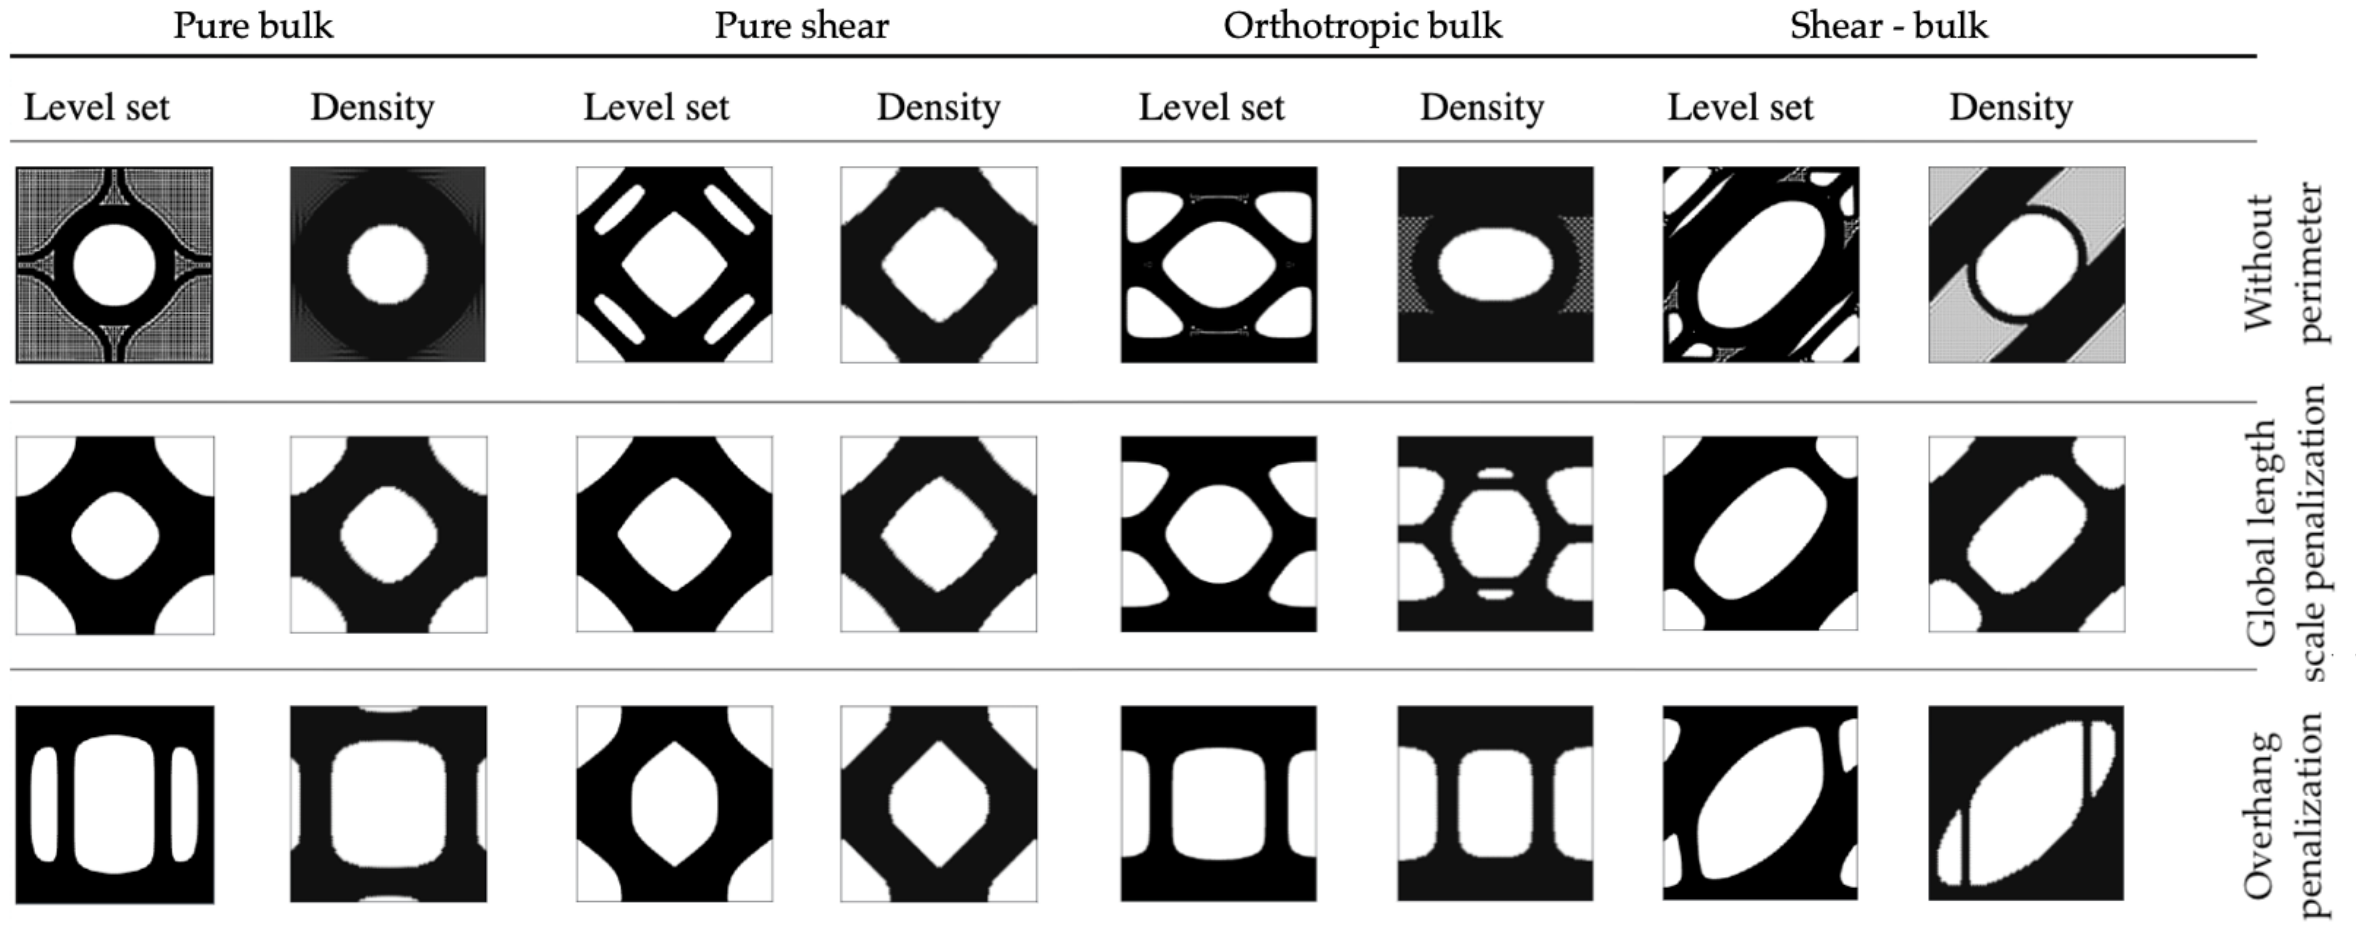 Pure bulk Pure shear Orthotropic bulk Shear - bulk
Level set Density Level set Density Level set Density Level set Density
Without
perimeter
Global length
scale penalization
Overhang
penalization